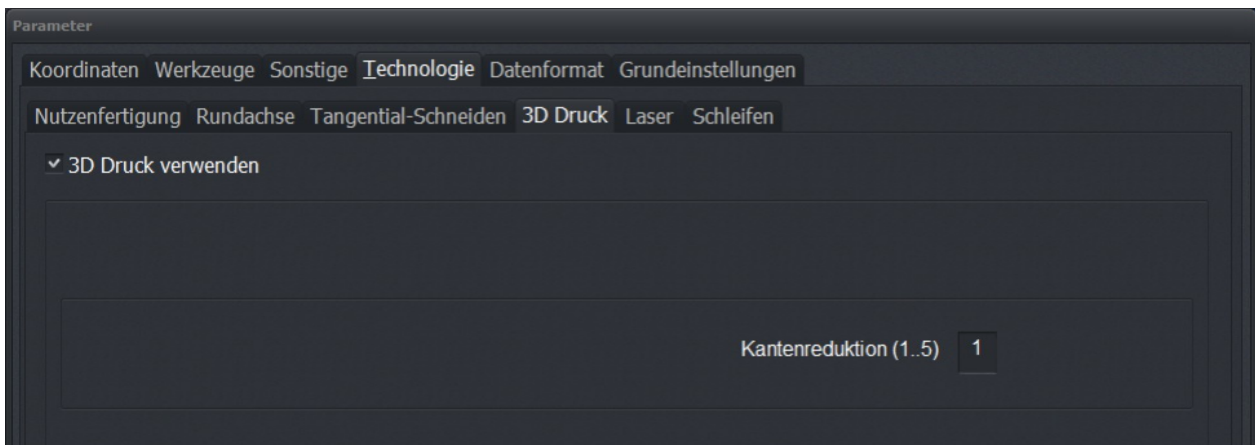 Parameter
Koordinaten Werkzeuge Sonstige Technologie Datenformat Grundeinstellungen
Nutzenfertigung Rundachse Tangential-Schneiden 3D Druck Laser Schleifen
3D Druck verwenden
Kantenreduktion (1..5) 1